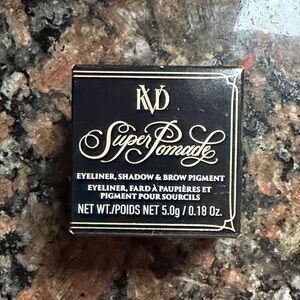 KVD
Super Pomade
EYELINER, SHADOW & BROW PIGMENT
EYELINER, FARD À PAUPIÈRES ET
PIGMENT POUR SOURCILS
NET WT./POIDS NET 5.0g / 0.18 Oz.